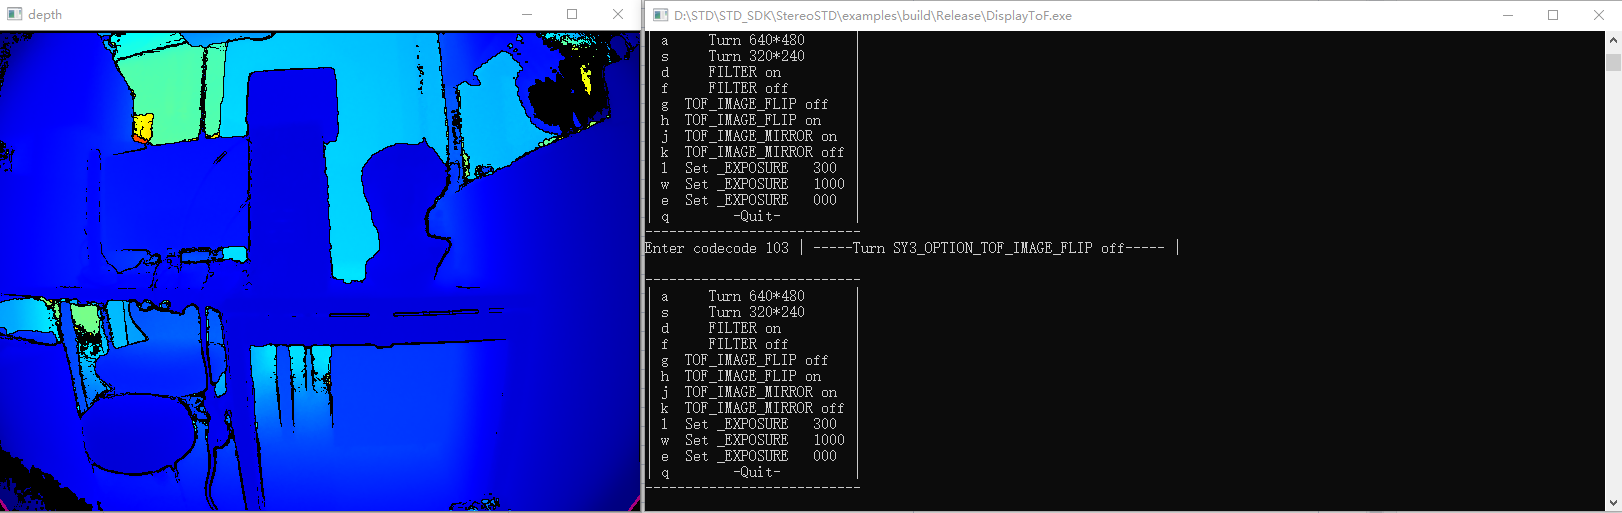 depth
D:\STD\STD_SDK\StereoSTD\examples\build\Release\DisplayToF.exe
| a Turn 640*480 |
| s Turn 320*240 |
| d FILTER on |
| f FILTER off |
| g TOF_IMAGE_FLIP off |
| h TOF_IMAGE_FLIP on |
| j TOF_IMAGE_MIRROR on |
| k TOF_IMAGE_MIRROR off |
| l Set _EXPOSURE 300 |
| w Set _EXPOSURE 1000 |
| e Set _EXPOSURE 000 |
| q -Quit- |
---------------------------
Enter codecode 103 | -----Turn SY3_OPTION_TOF_IMAGE_FLIP off----- |
---------------------------
| a Turn 640*480 |
| s Turn 320*240 |
| d FILTER on |
| f FILTER off |
| g TOF_IMAGE_FLIP off |
| h TOF_IMAGE_FLIP on |
| j TOF_IMAGE_MIRROR on |
| k TOF_IMAGE_MIRROR off |
| l Set _EXPOSURE 300 |
| w Set _EXPOSURE 1000 |
| e Set _EXPOSURE 000 |
| q -Quit- |
---------------------------